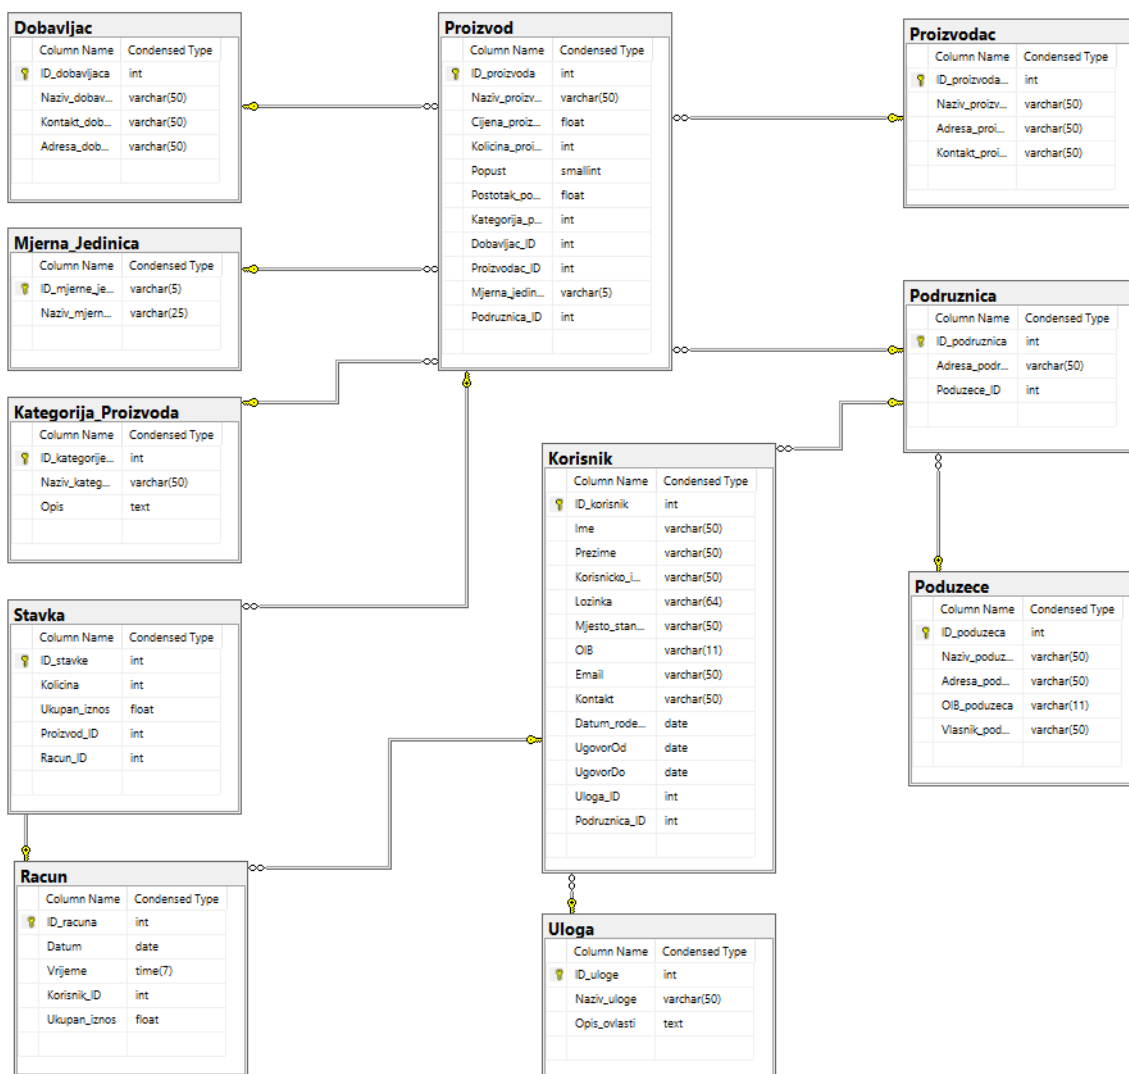 Dobavljac
Column Name Condensed Type
ID_dobavljaca int
Naziv_dobav... varchar(50)
Kontakt_dob... varchar(50)
Adresa_dob... varchar(50)
Proizvod
Column Name Condensed Type
ID_proizvoda int
Naziv_proizv... varchar(50)
Cijena_proiz... float
Kolicina_proi... int
Popust smallint
Postotak_po... float
Kategorija_p... int
Dobavljac_ID int
Proizvodac_ID int
Mjerna_jedin... varchar(5)
Podruznica_ID int
Proizvodac
Column Name Condensed Type
ID_proizvoda... int
Naziv_proizv... varchar(50)
Adresa_proi... varchar(50)
Kontakt_proi... varchar(50)
Mjerna_Jedinica
Column Name Condensed Type
ID_mjerne_je... varchar(5)
Naziv_mjern... varchar(25)
Podruznica
Column Name Condensed Type
ID_podruznica int
Adresa_podr... varchar(50)
Poduzece_ID int
Kategorija_Proizvoda
Column Name Condensed Type
ID_kategorije... int
Naziv_kateg... varchar(50)
Opis text
Korisnik
Column Name Condensed Type
ID_korisnik int
Ime varchar(50)
Prezime varchar(50)
Korisnicko_i... varchar(50)
Lozinka varchar(64)
Mjesto_stan... varchar(50)
OIB varchar(11)
Email varchar(50)
Kontakt varchar(50)
Datum_rode... date
UgovorOd date
UgovorDo date
Uloga_ID int
Podruznica_ID int
Poduzece
Column Name Condensed Type
ID_poduzeca int
Naziv_poduz... varchar(50)
Adresa_pod... varchar(50)
OIB_poduzeca varchar(11)
Vlasnik_pod... varchar(50)
Stavka
Column Name Condensed Type
ID_stavke int
Kolicina int
Ukupan_iznos float
Proizvod_ID int
Racun_ID int
Racun
Column Name Condensed Type
ID_racuna int
Datum date
Vrijeme time(7)
Korisnik_ID int
Ukupan_iznos float
Uloga
Column Name Condensed Type
ID_uloge int
Naziv_uloge varchar(50)
Opis_ovlasti text